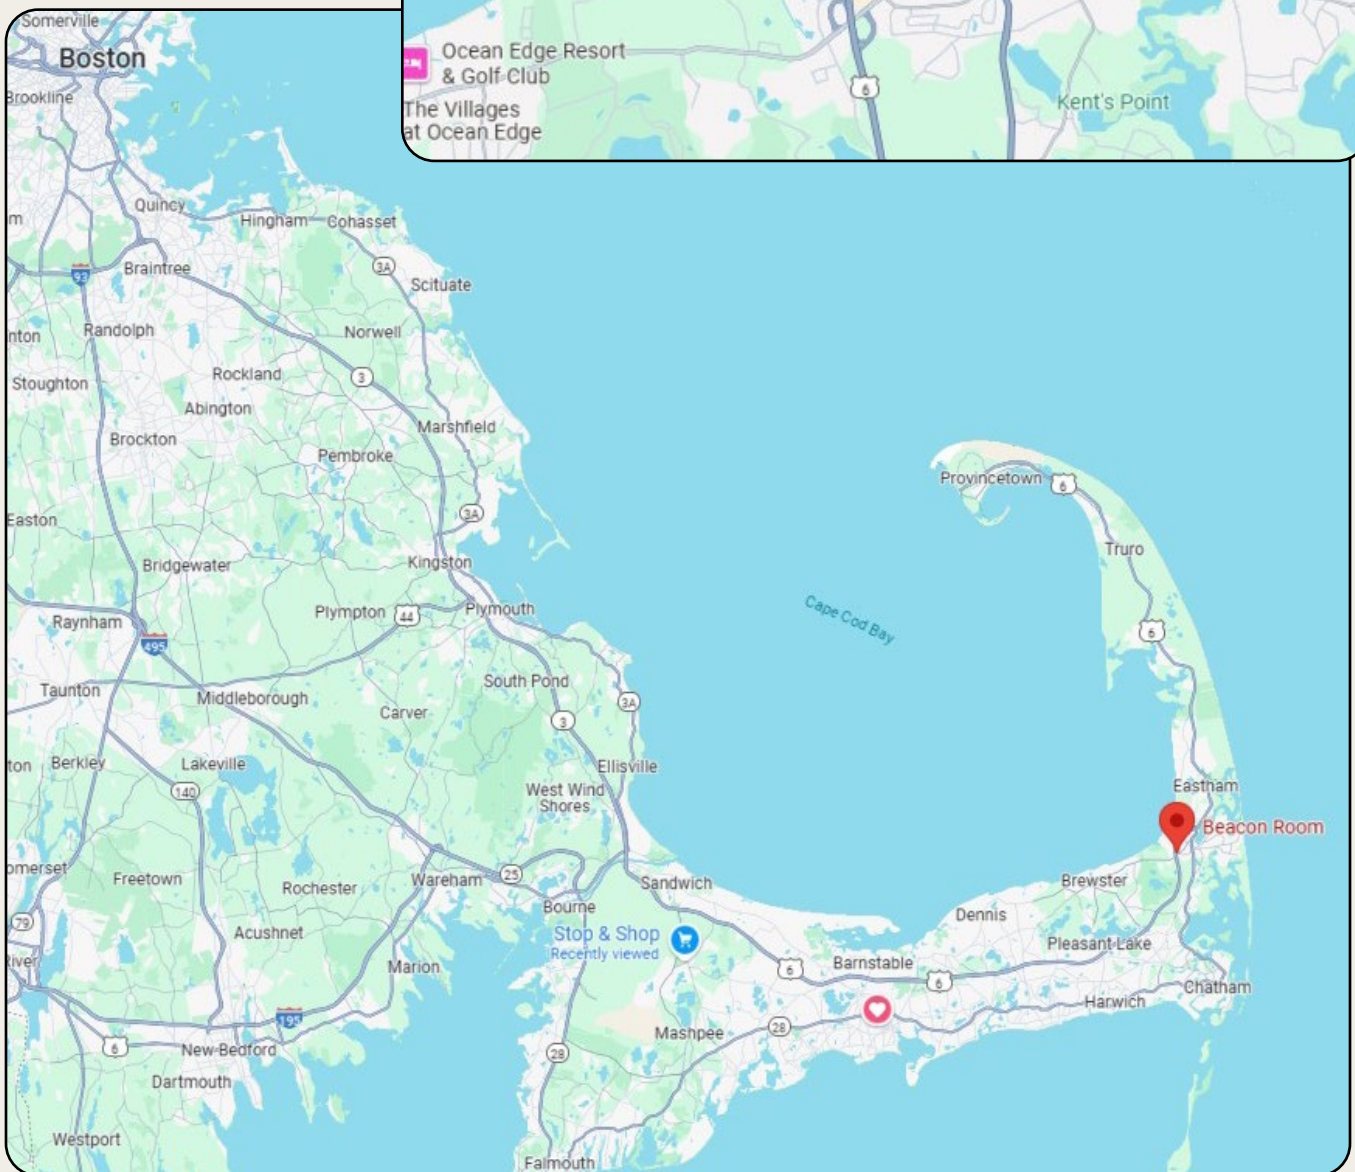 Ocean Edge Resort
& Golf Club
The Villages
at Ocean Edge
6
Kent's Point
Somerville
Boston
Brookline
Quincy
Hingham
Cohasset
m
93
Braintree
3A
Scituate
nton
Randolph
Norwell
Stoughton
Rockland
3
Abington
Marshfield
Brockton
Pembroke
Provincetown
6
Easton
3A
Truro
Bridgewater
Kingston
Plympton
44
Plymouth
Cape Cod Bay
Raynham
495
6
Taunton
Middleborough
South Pond
Carver
3
3A
ton
Berkley
Lakeville
Ellisville
140
West Wind
Shores
Eastham
Beacon Room
omerset
Freetown
Rochester
Wareham
25
Sandwich
Brewster
79
Bourne
Dennis
Acushnet
Stop & Shop
Recently viewed
Pleasant Lake
River
Marion
6
Barnstable
6
Chatham
Harwich
195
28
Mashpee
6
New Bedford
28
Dartmouth
Westport
Falmouth